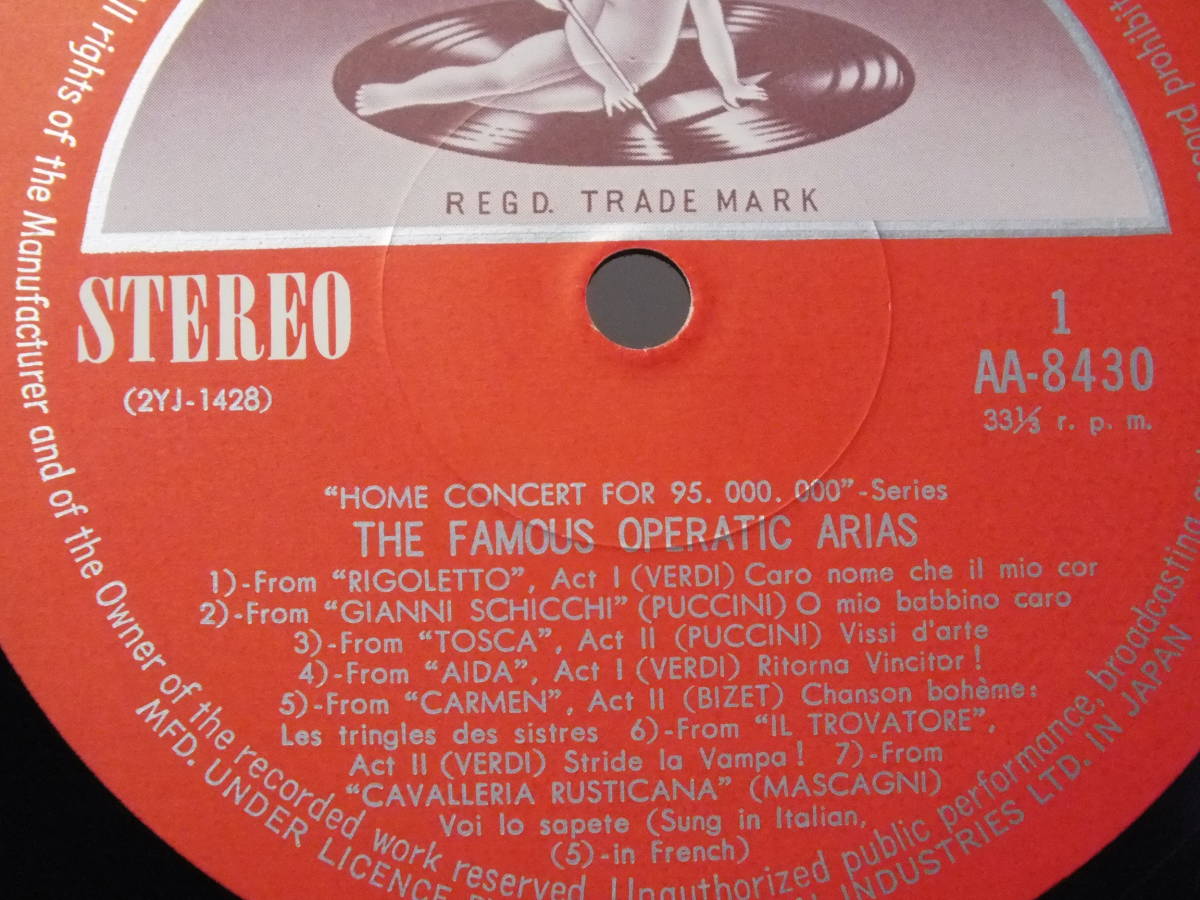 REGD. TRADE MARK
STEREO
(2YJ-1428)
1
AA-8430
33⅓ r. p. m.
“HOME CONCERT FOR 95. 000. 000”-Series
THE FAMOUS OPERATIC ARIAS
1)-From “RIGOLETTO”, Act I (VERDI) Caro nome che il mio cor
2)-From “GIANNI SCHICCHI” (PUCCINI) O mio babbino caro
3)-From “TOSCA”, Act II (PUCCINI) Vissi d'arte
4)-From “AIDA”, Act I (VERDI) Ritorna Vincitor!
5)-From “CARMEN”, Act II (BIZET) Chanson bohème:
Les tringles des sistres 6)-From “IL TROVATORE”,
Act II (VERDI) Stride la Vampa! 7)-From
“CAVALLERIA RUSTICANA” (MASCAGNI)
Voi lo sapete (Sung in Italian,
(5)-in French)
rights of the Manufacturer and of the Owner of the recorded work reserved. Unauthorized public performance, broadcasting
record prohibit
MFD. UNDER LICENCE
INDUSTRIES LTD. IN JAPAN